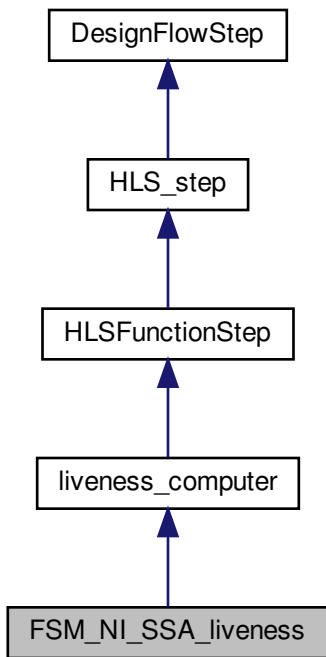 DesignFlowStep
HLS_step
HLSFunctionStep
liveness_computer
FSM_NI_SSA_liveness